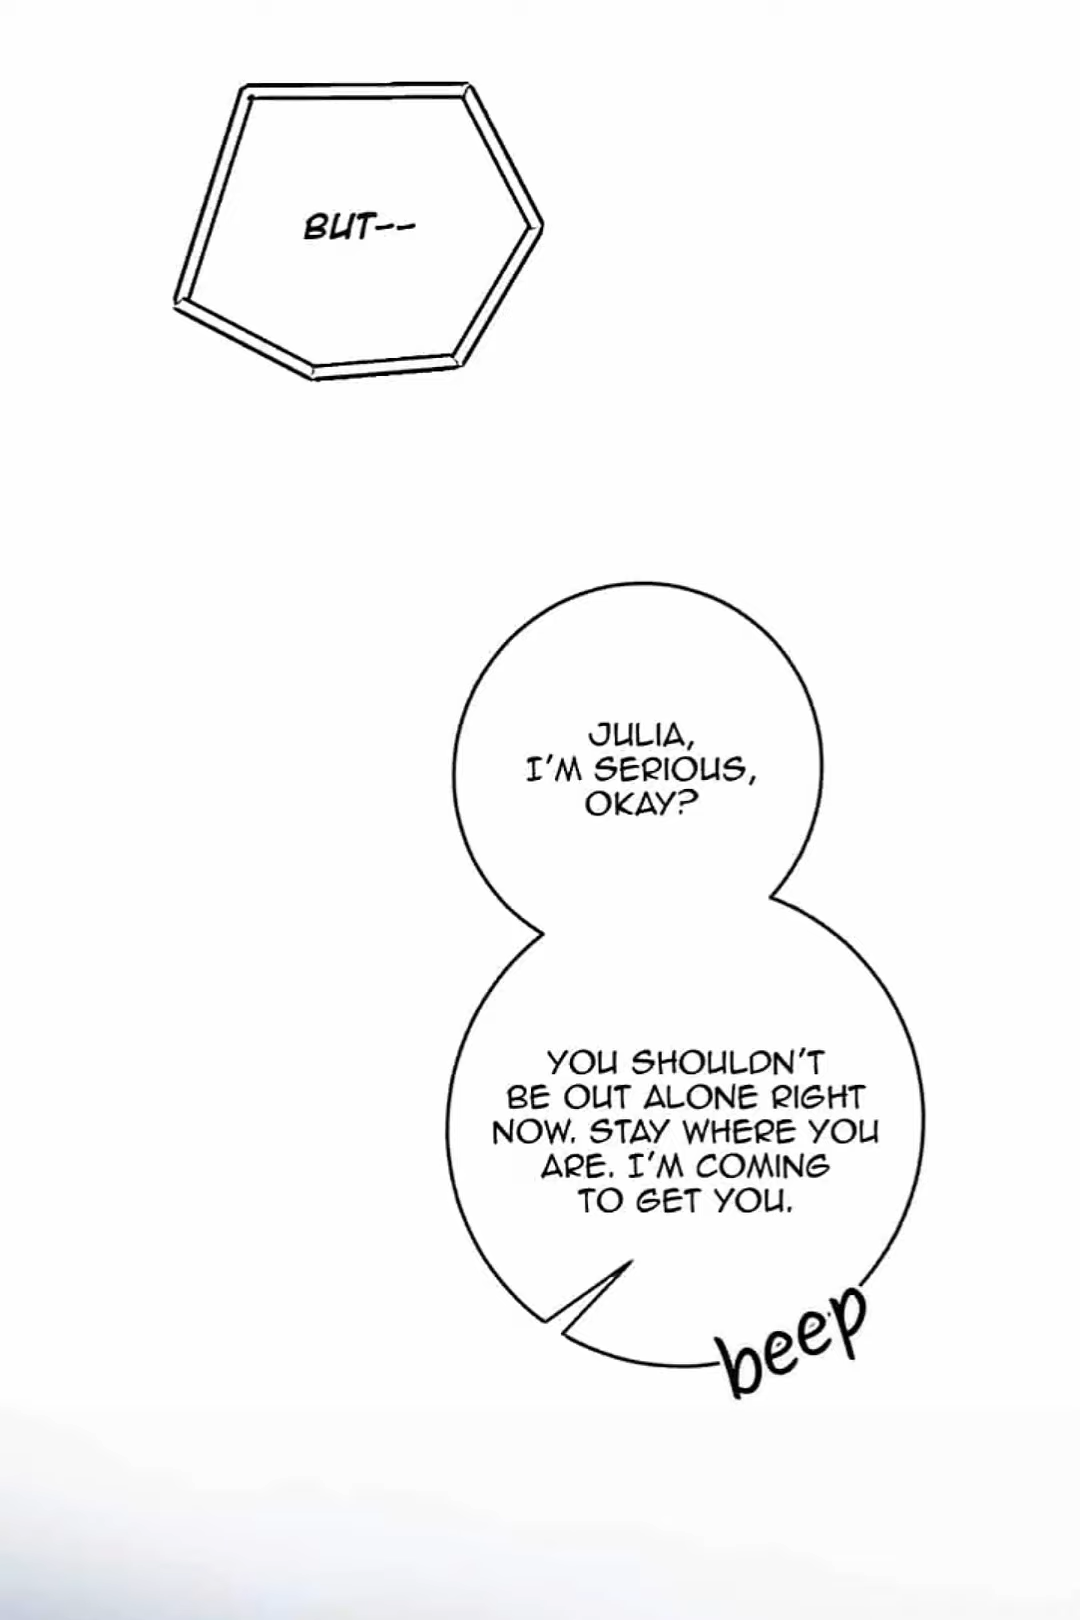 BUT--
JULIA,
I'M SERIOUS,
OKAY?
YOU SHOULDN'T
BE OUT ALONE RIGHT
NOW. STAY WHERE YOU
ARE. I'M COMING
TO GET YOU.
beep